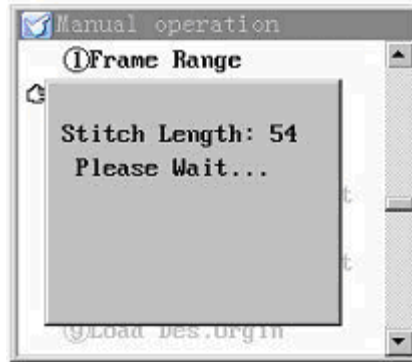 Manual operation
①Frame Range
Stitch Length: 54
Please Wait...
t
t
⑨Load Des.Orgin